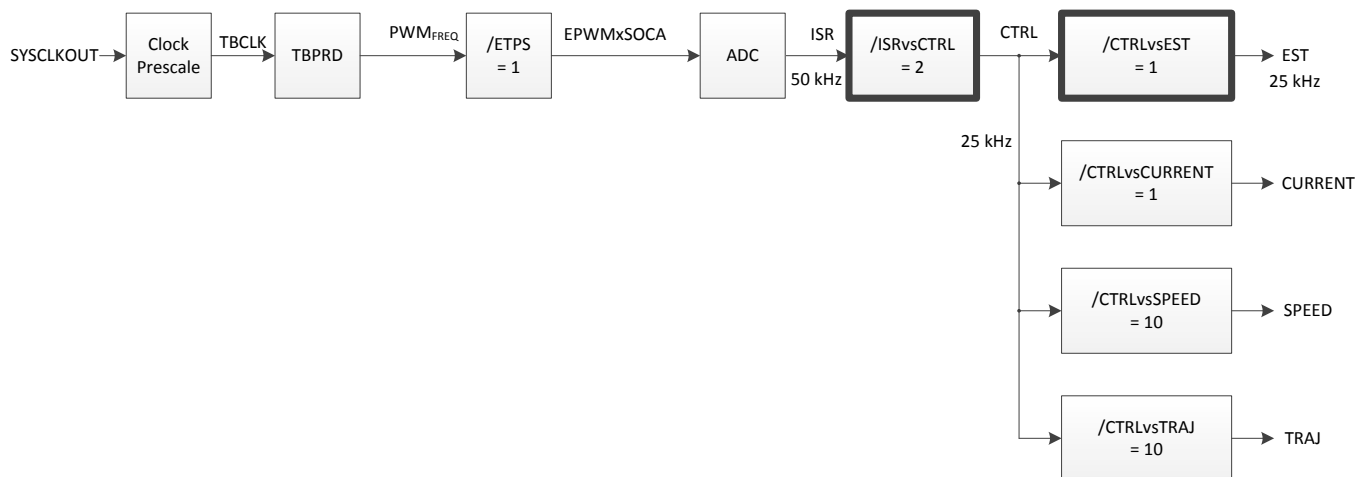 SYSCLKOUT
Clock
Prescale
TBCLK
TBPRD
PWMFREQ
/ETPS
= 1
EPWMxSOCA
ADC
ISR
50 kHz
/ISRvsCTRL
= 2
CTRL
25 kHz
/CTRLvsEST
= 1
EST
25 kHz
/CTRLvsCURRENT
= 1
CURRENT
/CTRLvsSPEED
= 10
SPEED
/CTRLvsTRAJ
= 10
TRAJ